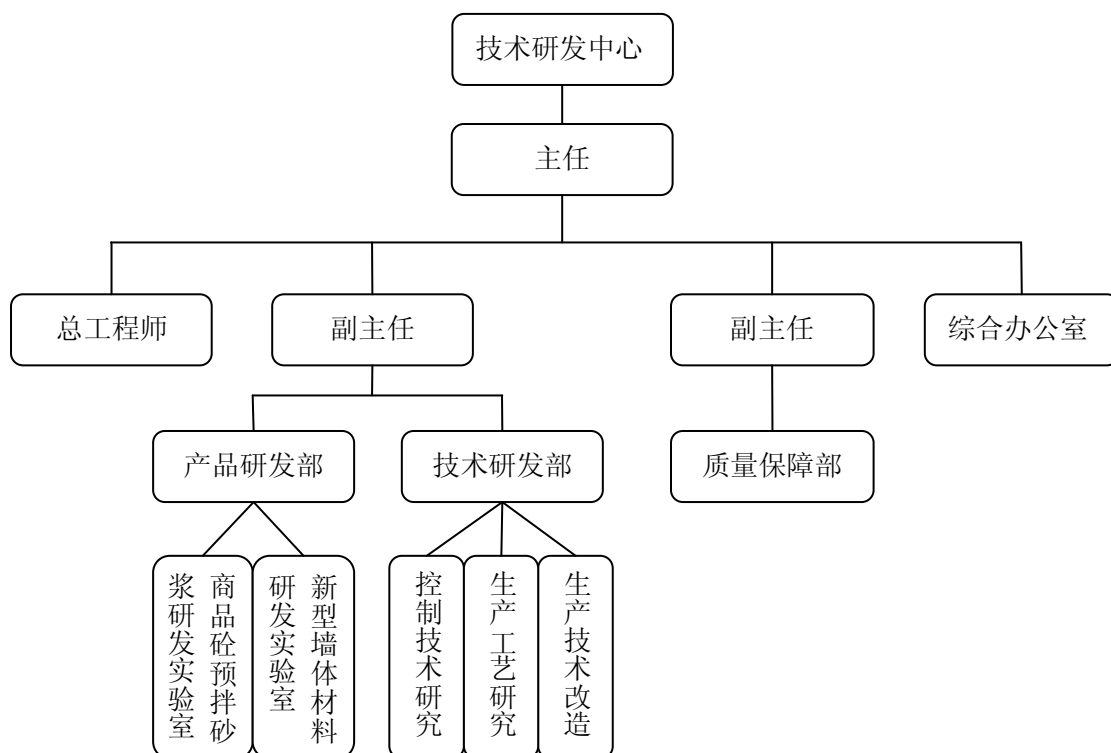 技术研发中心
主任
总工程师
副主任
副主任
综合办公室
产品研发部
技术研发部
质量保障部
商品砼预拌砂
浆研发实验室
新型墙体材料
研发实验室
控制技术研究
生产工艺研究
生产技术改造